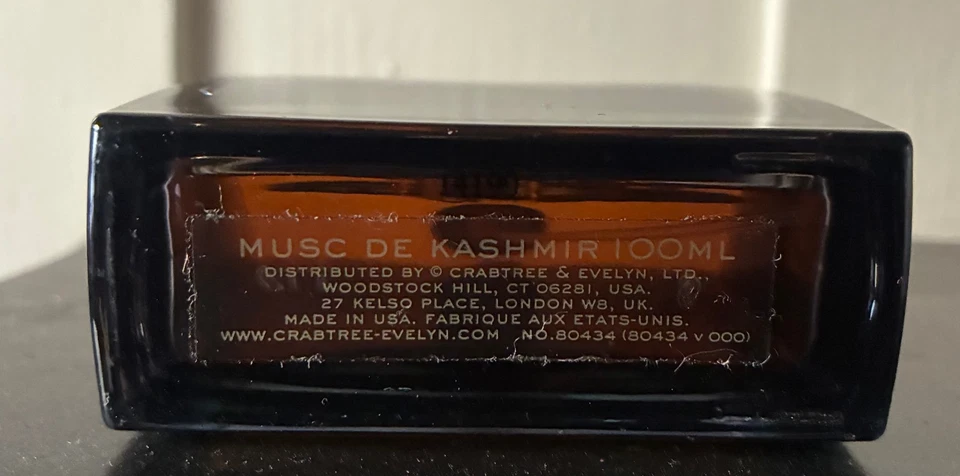 MUSC DE KASHMIR 100ML
DISTRIBUTED BY © CRABTREE & EVELYN, LTD.,
WOODSTOCK HILL, CT 06281, USA.
27 KELSO PLACE, LONDON W8, UK.
MADE IN USA. FABRIQUE AUX ETATS-UNIS.
WWW.CRABTREE-EVELYN.COM NO.80434 (80434 V 000)